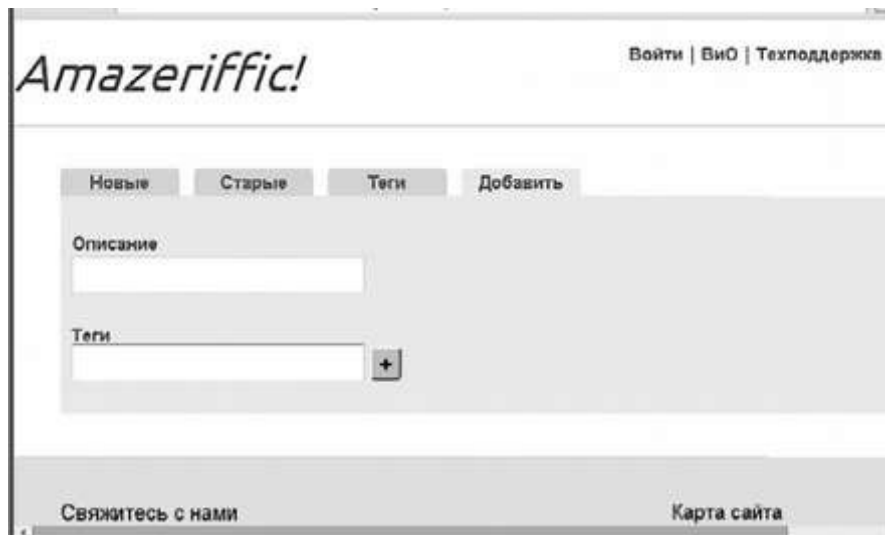 Amazeriffic!
Войти | ВиО | Техподдержка
Новые Старые Теги Добавить
Описание
Теги
+
Свяжитесь с нами Карта сайта